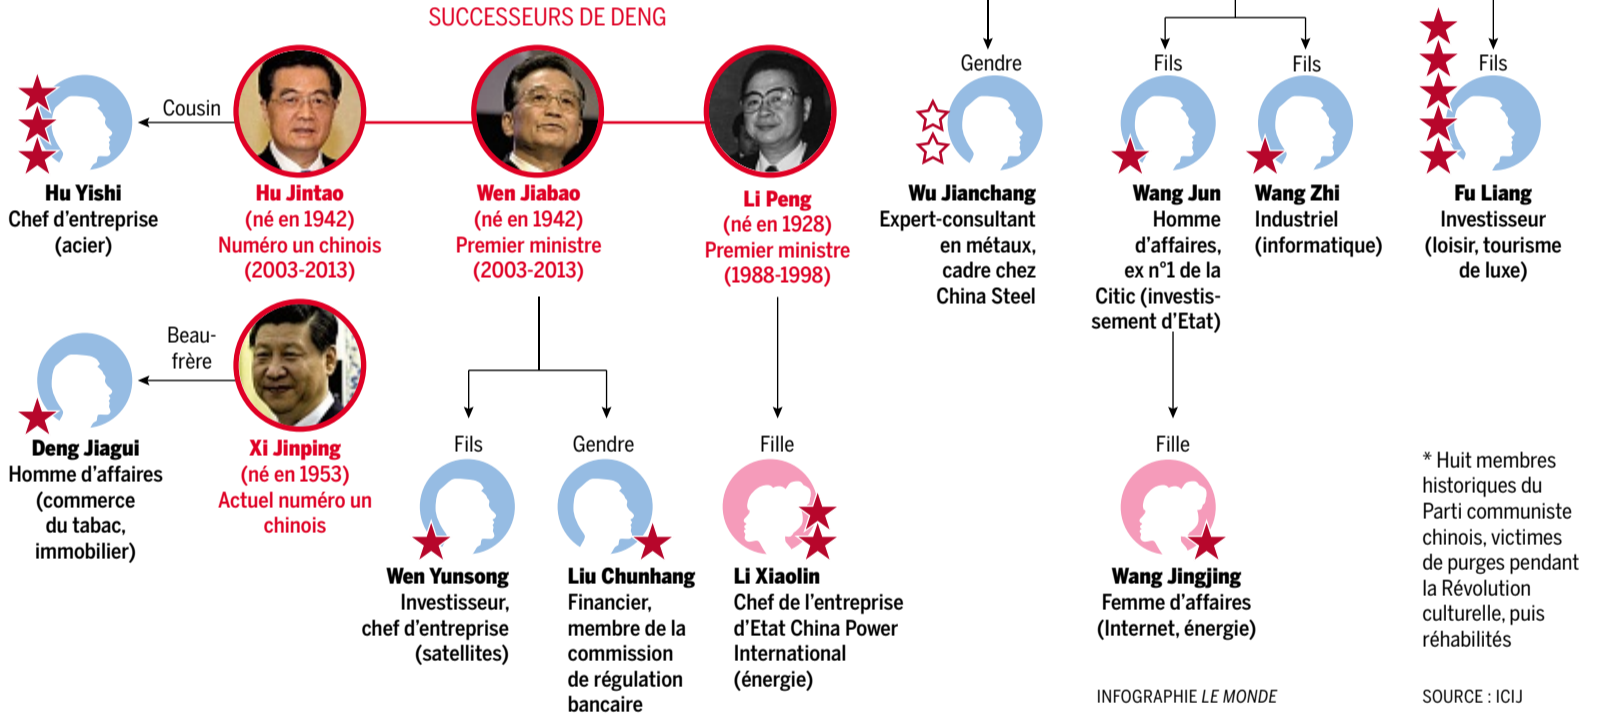 SUCCESSEURS DE DENG
Cousin
Hu Yishi
Chef d'entreprise
(acier)
Hu Jintao
(né en 1942)
Numéro un chinois
(2003-2013)
Wen Jiabao
(né en 1942)
Premier ministre
(2003-2013)
Li Peng
(né en 1928)
Premier ministre
(1988-1998)
Gendre
Wu Jianchang
Expert-consultant
en métaux,
cadre chez
China Steel
Fils
Wang Jun
Homme
d'affaires,
ex n°1 de la
Citic (investis-
sement d'Etat)
Fils
Wang Zhi
Industriel
(informatique)
Fils
Fu Liang
Investisseur
(loisir, tourisme
de luxe)
Beau-
frère
Deng Jiagui
Homme d'affaires
(commerce
du tabac,
immobilier)
Xi Jinping
(né en 1953)
Actuel numéro un
chinois
Fils
Wen Yunsong
Investisseur,
chef d'entreprise
(satellites)
Gendre
Liu Chunhang
Financier,
membre de la
commission
de régulation
bancaire
Fille
Li Xiaolin
Chef de l'entreprise
d'Etat China Power
International
(énergie)
Fille
Wang Jingjing
Femme d'affaires
(Internet, énergie)
* Huit membres
historiques du
Parti communiste
chinois, victimes
de purges pendant
la Révolution
culturelle, puis
réhabilités
INFOGRAPHIE LE MONDE
SOURCE : ICIJ